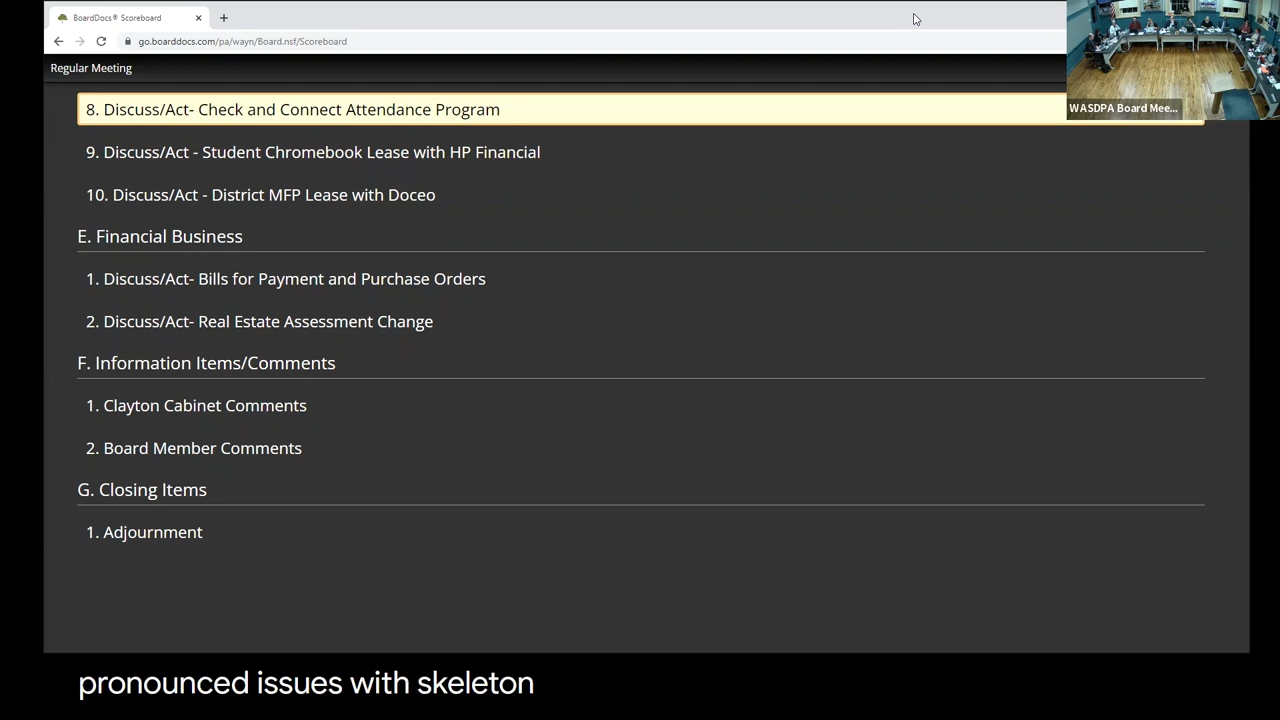 BoardDocs® Scoreboard
go.boarddocs.com/pa/wayn/Board.nsf/Scoreboard
Regular Meeting
WASDPA Board Mee...
8. Discuss/Act- Check and Connect Attendance Program
9. Discuss/Act - Student Chromebook Lease with HP Financial
10. Discuss/Act - District MFP Lease with Doceo
E. Financial Business
1. Discuss/Act- Bills for Payment and Purchase Orders
2. Discuss/Act- Real Estate Assessment Change
F. Information Items/Comments
1. Clayton Cabinet Comments
2. Board Member Comments
G. Closing Items
1. Adjournment
pronounced issues with skeleton